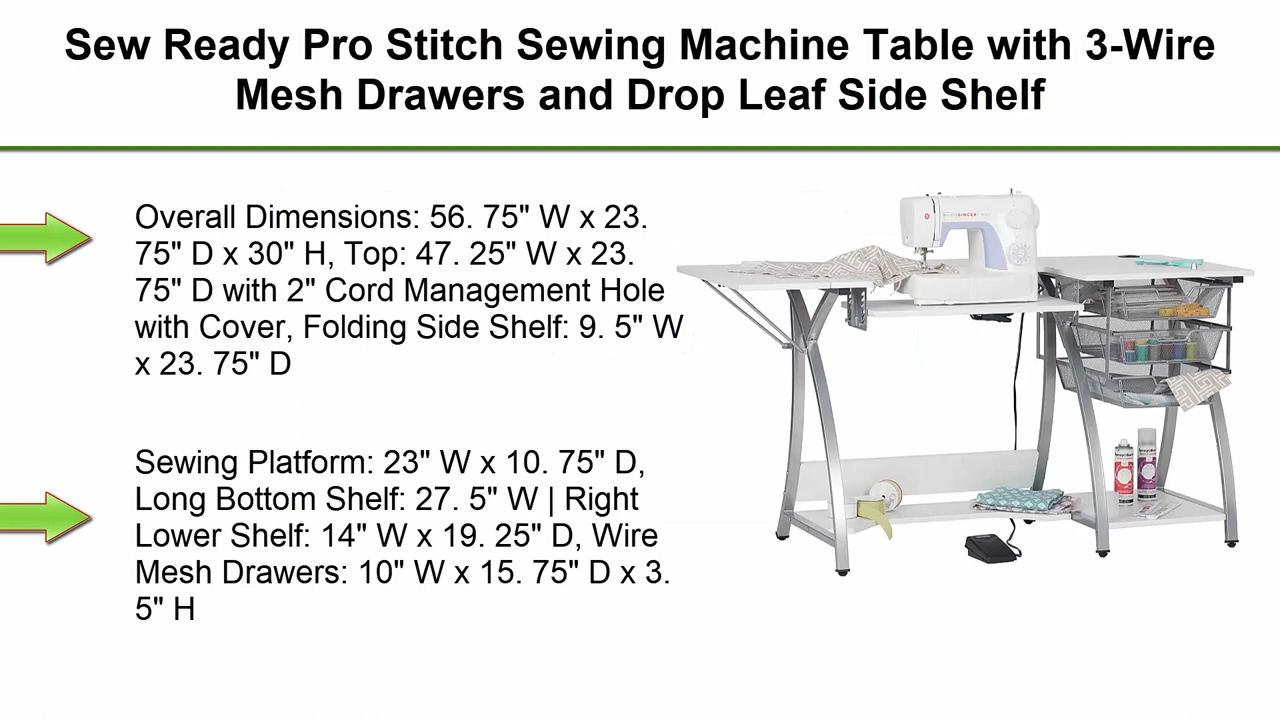 Sew Ready Pro Stitch Sewing Machine Table with 3-Wire
Mesh Drawers and Drop Leaf Side Shelf
Overall Dimensions: 56. 75" W x 23.
75" D x 30" H, Top: 47. 25" W x 23.
75" D with 2" Cord Management Hole
with Cover, Folding Side Shelf: 9. 5" W
x 23. 75" D
Sewing Platform: 23" W x 10. 75" D,
Long Bottom Shelf: 27. 5" W | Right
Lower Shelf: 14" W x 19. 25" D, Wire
Mesh Drawers: 10" W x 15. 75" D x 3.
5" H
SINGER